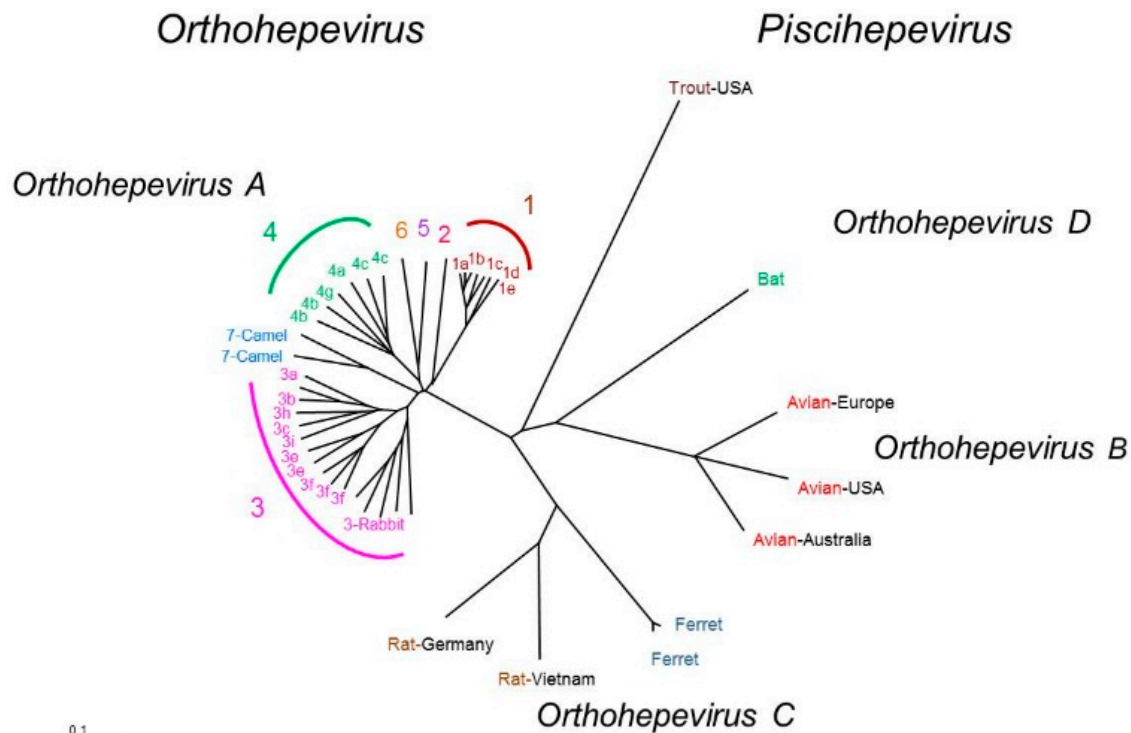 Orthohepevirus
Piscihepevirus
Trout-USA
Orthohepevirus A
Orthohepevirus D
4
6
5
2
1
4a
4c
4c
1a
1b
1c
1d
1e
4g
4b
4b
Bat
7-Camel
7-Camel
3a
3b
3h
3c
3i
3e
3e
3f
3f
3f
3
3-Rabbit
Avian-Europe
Orthohepevirus B
Avian-USA
Avian-Australia
Rat-Germany
Ferret
Ferret
Rat-Vietnam
Orthohepevirus C
0.1